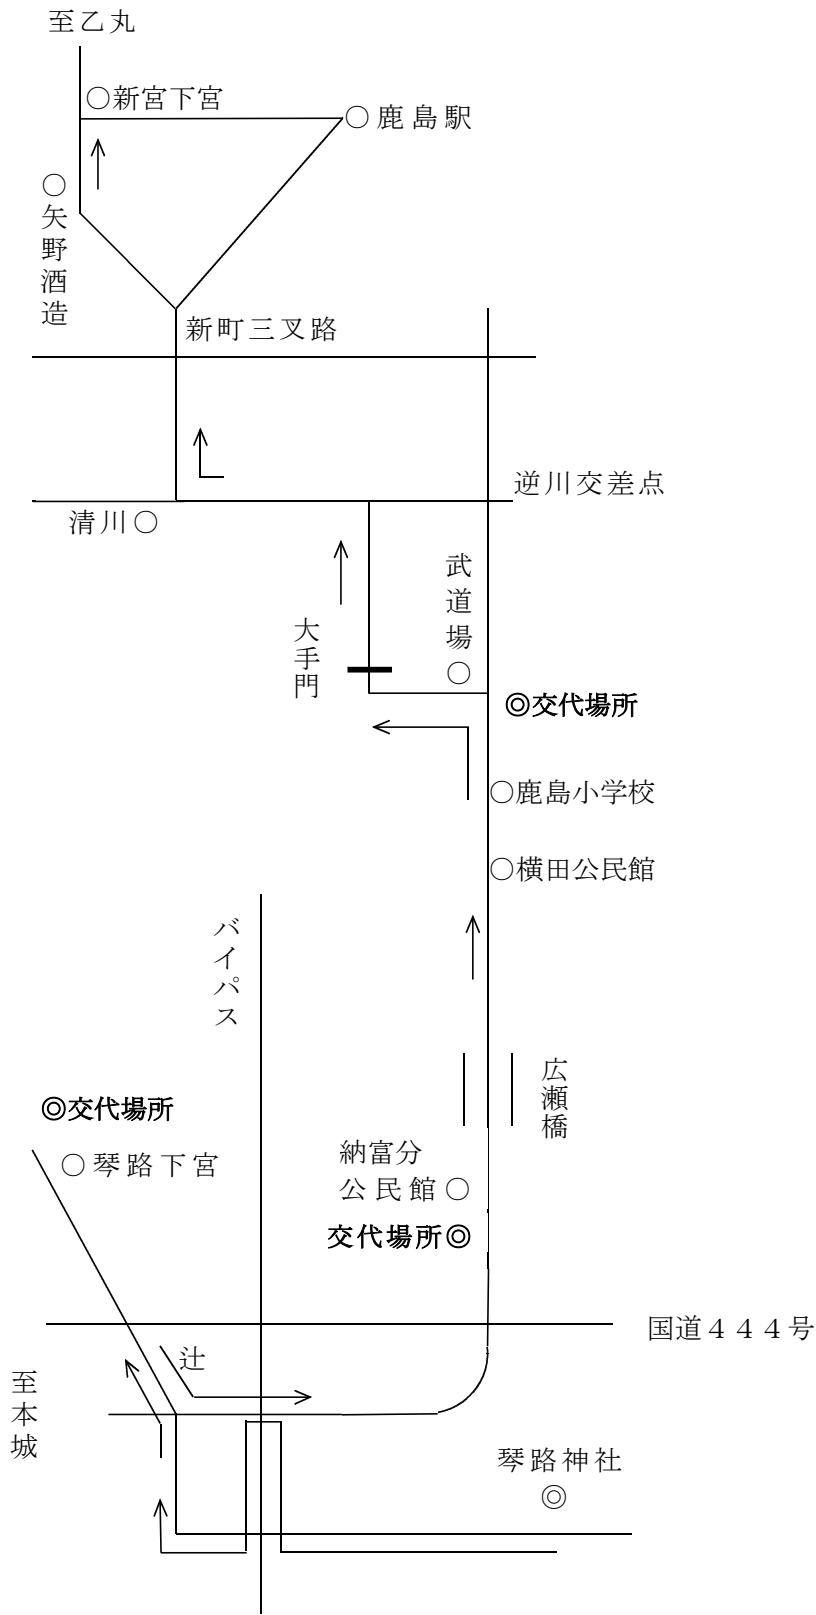 至乙丸
○新宮下宮
○鹿島駅
○矢野酒造
新町三叉路
逆川交差点
清川○
武道場○
大手門
◎交代場所
○鹿島小学校
○横田公民館
バイパス
広瀬橋
◎交代場所
○琴路下宮
納富分
公民館○
交代場所◎
国道４４４号
辻
至本城
琴路神社
◎